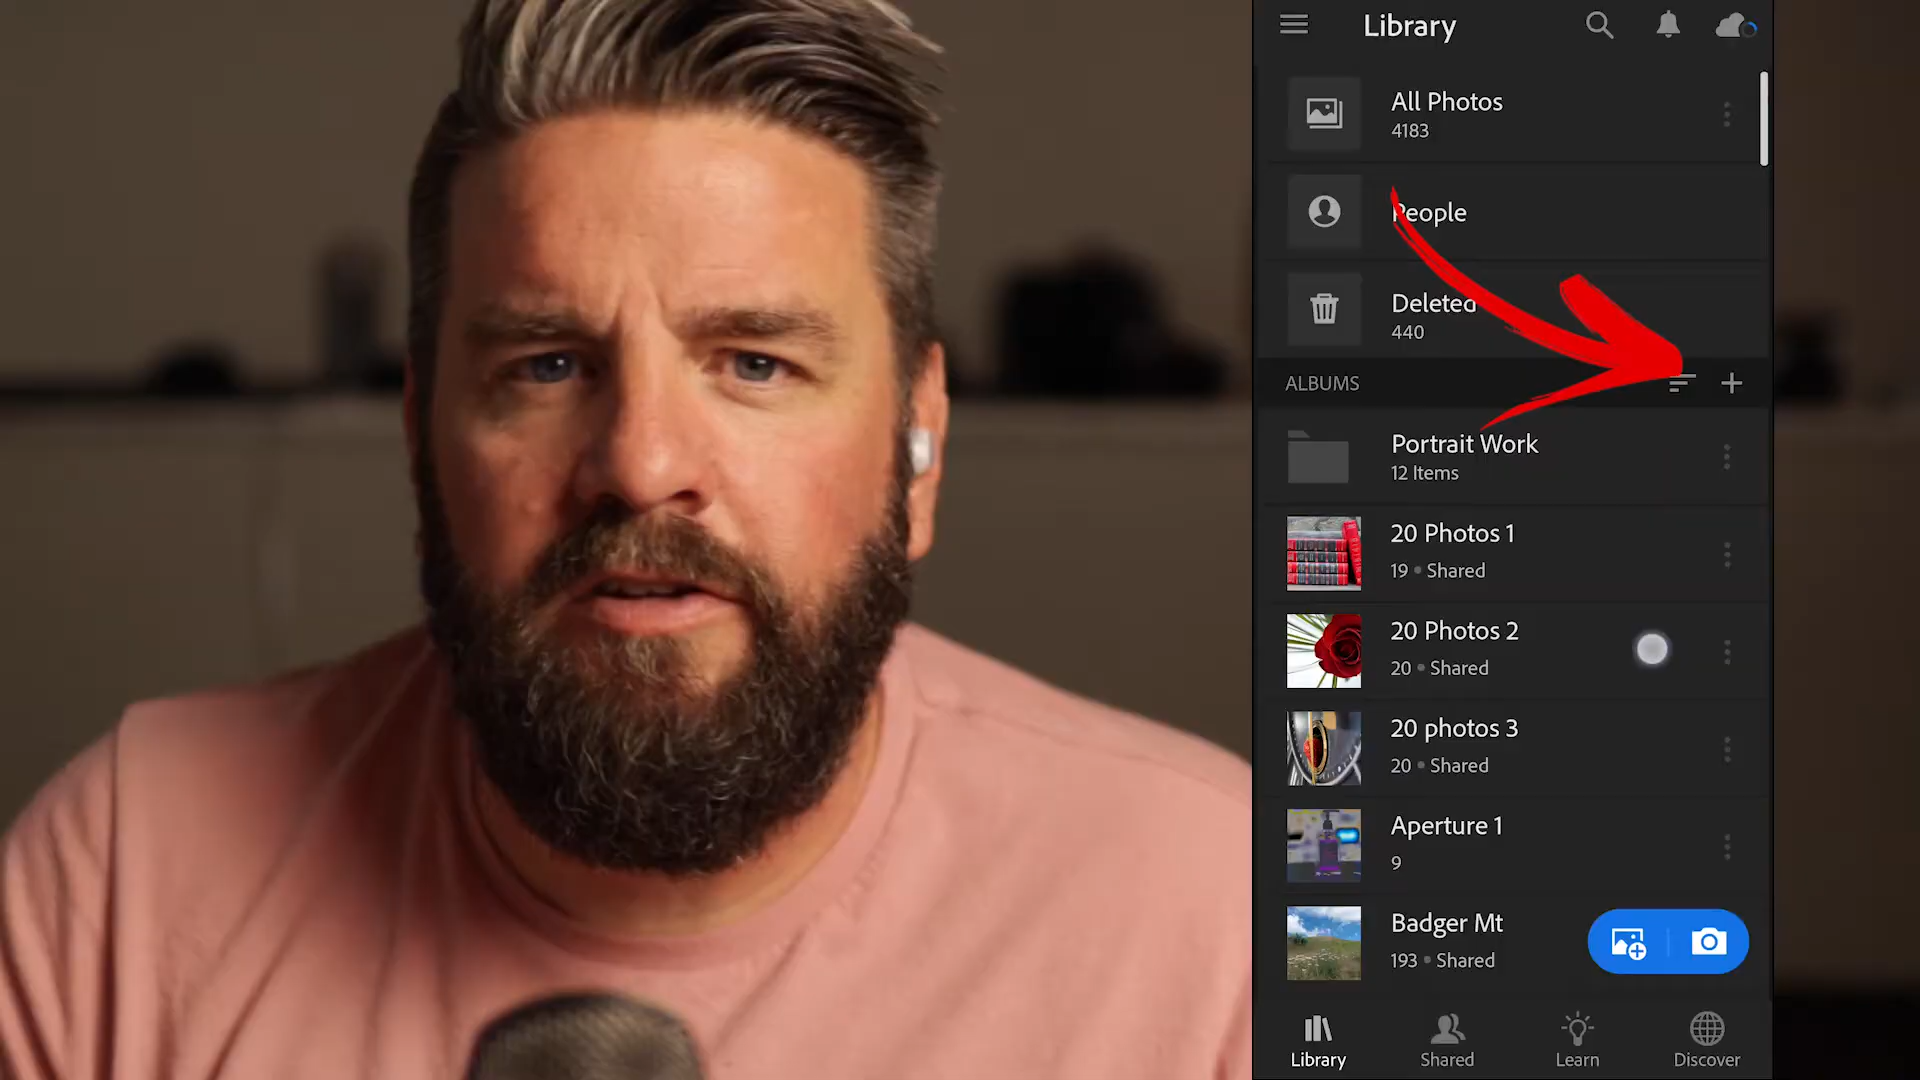 Library
All Photos
4183
People
Deleted
440
ALBUMS
Portrait Work
12 Items
20 Photos 1
19 • Shared
20 Photos 2
20 • Shared
20 photos 3
20 • Shared
Aperture 1
9
Badger Mt
193 • Shared
Library
Shared
Learn
Discover